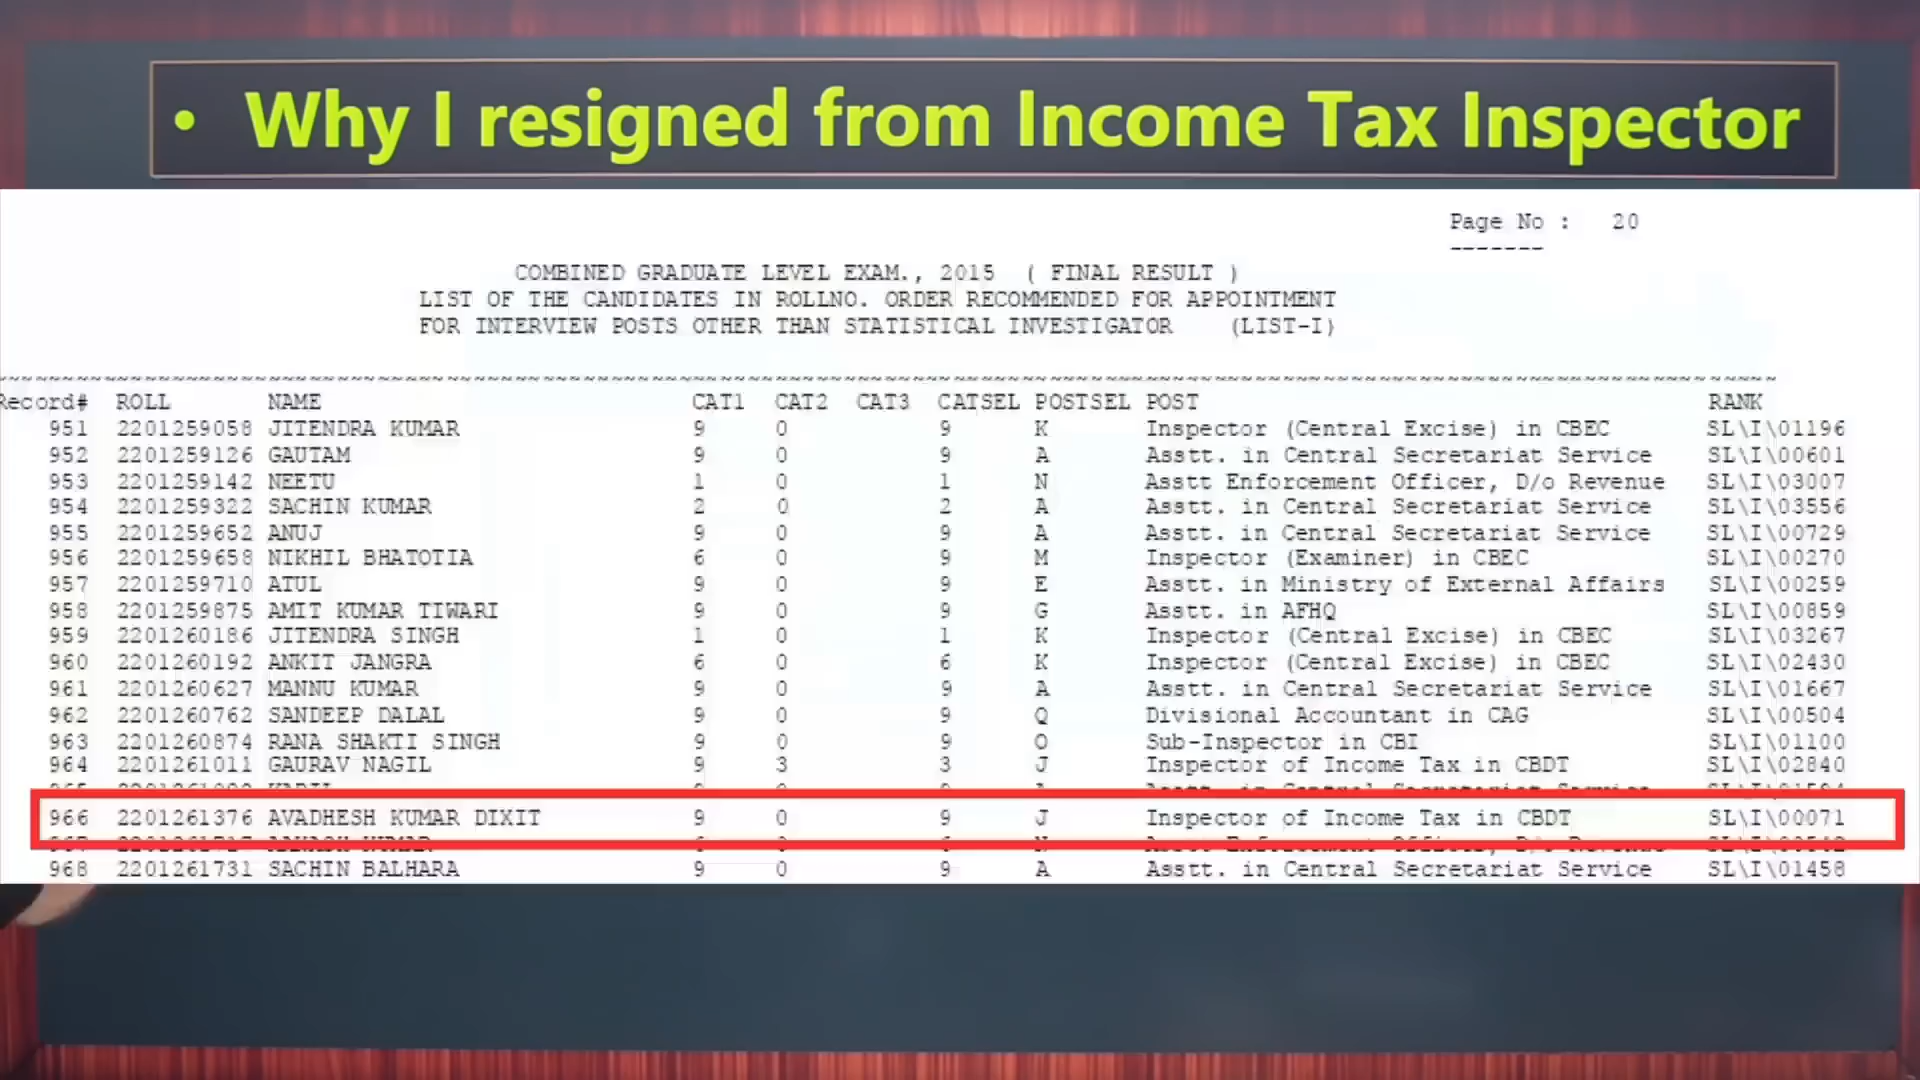 • Why I resigned from Income Tax Inspector
Page No : 20
-------
COMBINED GRADUATE LEVEL EXAM., 2015 ( FINAL RESULT )
LIST OF THE CANDIDATES IN ROLLNO. ORDER RECOMMENDED FOR APPOINTMENT
FOR INTERVIEW POSTS OTHER THAN STATISTICAL INVESTIGATOR (LIST-I)
Record# ROLL NAME CAT1 CAT2 CAT3 CATSEL POSTSEL POST RANK
951 2201259058 JITENDRA KUMAR 9 0 9 K Inspector (Central Excise) in CBEC SL\I\01196
952 2201259126 GAUTAM 9 0 9 A Asstt. in Central Secretariat Service SL\I\00601
953 2201259142 NEETU 1 0 1 N Asstt Enforcement Officer, D/o Revenue SL\I\03007
954 2201259322 SACHIN KUMAR 2 0 2 A Asstt. in Central Secretariat Service SL\I\03556
955 2201259652 ANUJ 9 0 9 A Asstt. in Central Secretariat Service SL\I\00729
956 2201259658 NIKHIL BHATOTIA 6 0 9 M Inspector (Examiner) in CBEC SL\I\00270
957 2201259710 ATUL 9 0 9 E Asstt. in Ministry of External Affairs SL\I\00259
958 2201259875 AMIT KUMAR TIWARI 9 0 9 G Asstt. in AFHQ SL\I\00859
959 2201260186 JITENDRA SINGH 1 0 1 K Inspector (Central Excise) in CBEC SL\I\03267
960 2201260192 ANKIT JANGRA 6 0 6 K Inspector (Central Excise) in CBEC SL\I\02430
961 2201260627 MANNU KUMAR 9 0 9 A Asstt. in Central Secretariat Service SL\I\01667
962 2201260762 SANDEEP DALAL 9 0 9 Q Divisional Accountant in CAG SL\I\00504
963 2201260874 RANA SHAKTI SINGH 9 0 9 O Sub-Inspector in CBI SL\I\01100
964 2201261011 GAURAV NAGIL 9 3 3 J Inspector of Income Tax in CBDT SL\I\02840
966 2201261376 AVADHESH KUMAR DIXIT 9 0 9 J Inspector of Income Tax in CBDT SL\I\00071
968 2201261731 SACHIN BALHARA 9 0 9 A Asstt. in Central Secretariat Service SL\I\01458